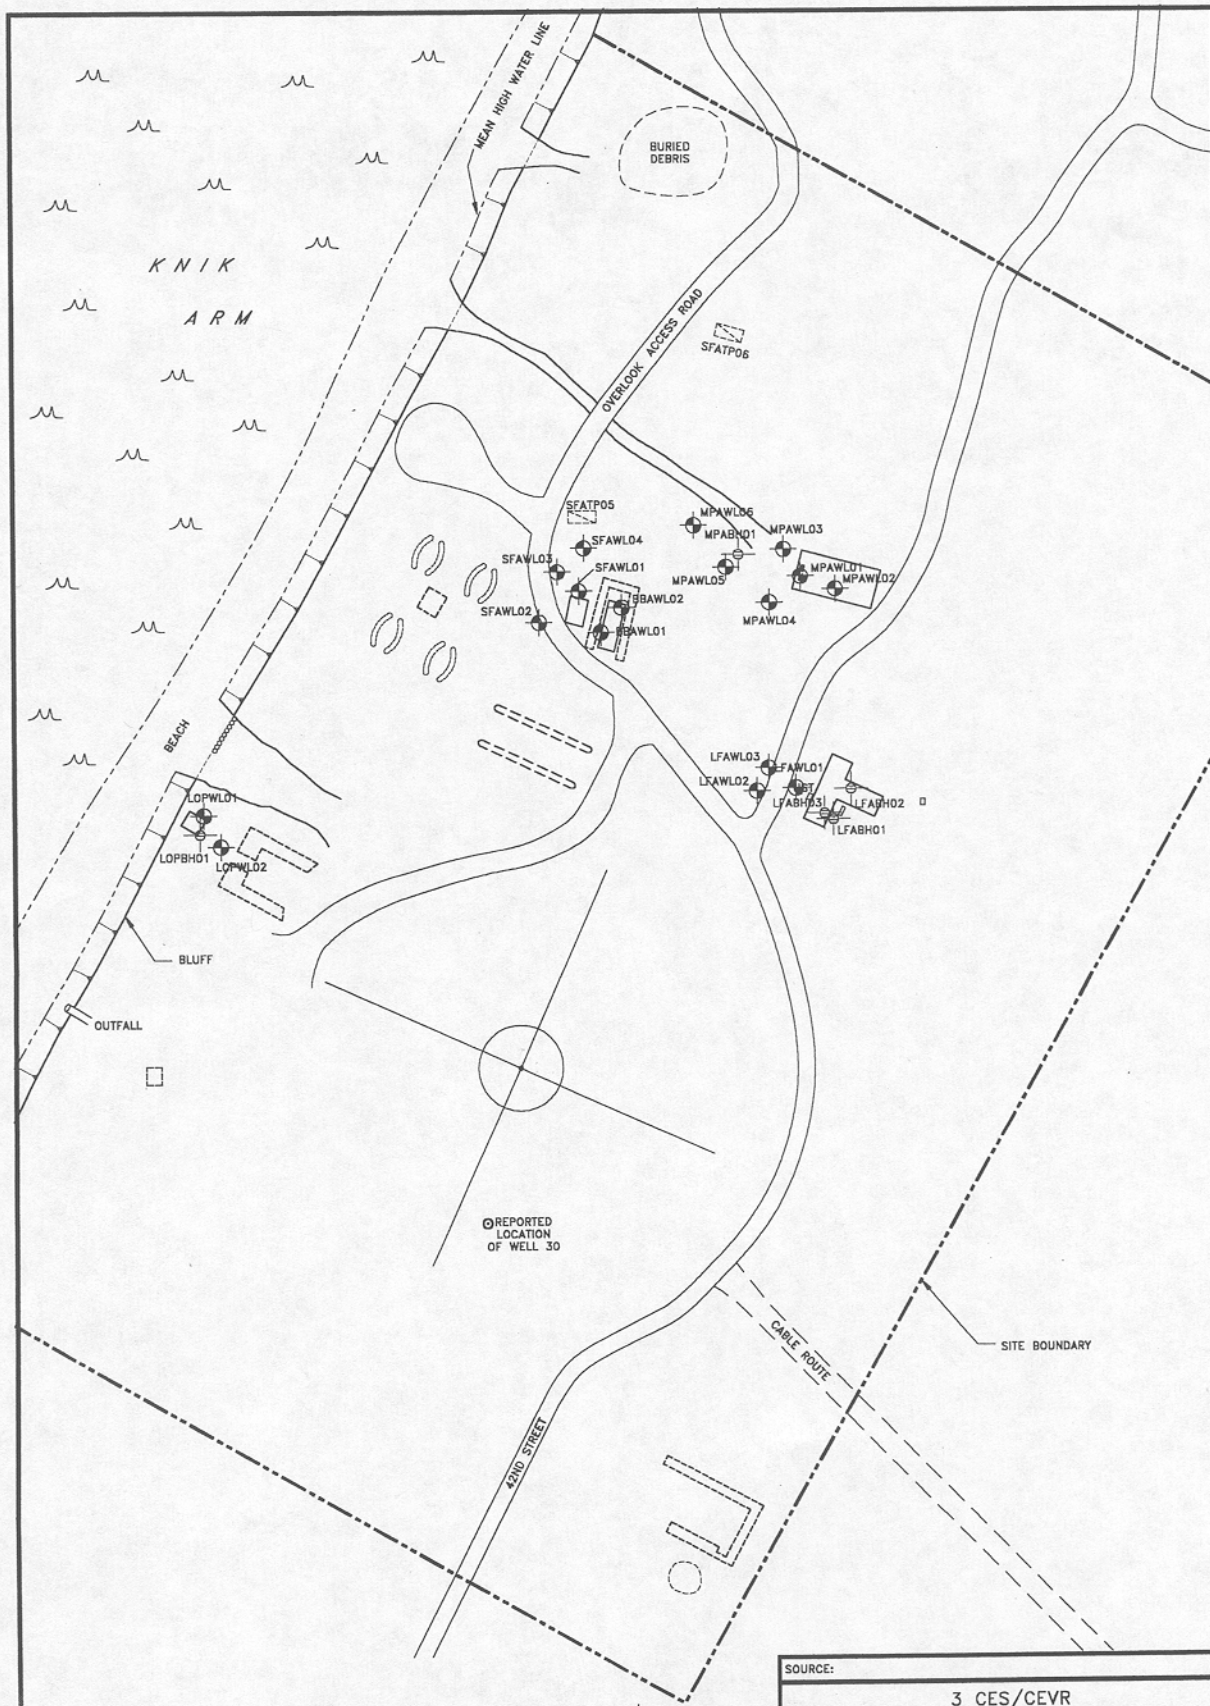 MEAN HIGH WATER LINE
BURIED
DEBRIS
KNIK
ARM
OVERLOOK ACCESS ROAD
SFATP06
SFATP05
MPAWL06
MPABH01
MPAWL03
SFAWL04
SFAWL03
SFAWL01
MPAWL05
MPAWL01
MPAWL02
SFAWL02
BBAWL02
BBAWL01
MPAWL04
BEACH
LFAWL03
LFAWL01
LFAWL02
LFABH03
LFABH02
LFABH01
LOPWL01
LOPBH01
LOPWL02
BLUFF
OUTFALL
REPORTED
LOCATION
OF WELL 30
CABLE ROUTE
SITE BOUNDARY
42ND STREET
SOURCE:
3 CES/CEVR